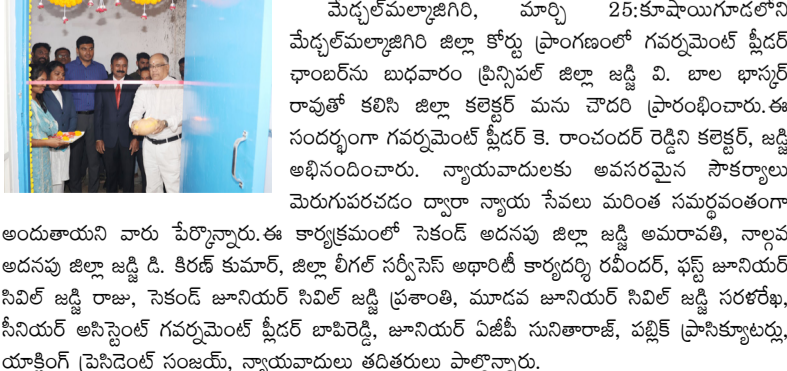 మేడ్చల్‌మల్కాజిగిరి, మార్చి 25:కూషాయిగూడలోని
మేడ్చల్‌మల్కాజిగిరి జిల్లా కోర్టు ప్రాంగణంలో గవర్నమెంట్ ప్లీడర్
ఛాంబర్‌ను బుధవారం ప్రిన్సిపల్ జిల్లా జడ్జి వి. బాల భాస్కర్
రావుతో కలిసి జిల్లా కలెక్టర్ మను చౌదరి ప్రారంభించారు.ఈ
సందర్భంగా గవర్నమెంట్ ప్లీడర్ కె. రాంచందర్ రెడ్డిని కలెక్టర్, జడ్జి
అభినందించారు. న్యాయవాదులకు అవసరమైన సౌకర్యాలు
మెరుగుపరచడం ద్వారా న్యాయ సేవలు మరింత సమర్థవంతంగా
అందుతాయని వారు పేర్కొన్నారు.ఈ కార్యక్రమంలో సెకండ్ అదనపు జిల్లా జడ్జి అమరావతి, నాల్గవ
అదనపు జిల్లా జడ్జి డి. కిరణ్ కుమార్, జిల్లా లీగల్ సర్వీసెస్ అథారిటీ కార్యదర్శి రవీందర్, ఫస్ట్ జూనియర్
సివిల్ జడ్జి రాజు, సెకండ్ జూనియర్ సివిల్ జడ్జి ప్రశాంతి, మూడవ జూనియర్ సివిల్ జడ్జి సరళరేఖ,
సీనియర్ అసిస్టెంట్ గవర్నమెంట్ ప్లీడర్ బాపిరెడ్డి, జూనియర్ ఏజీపీ సునీతారాజ్, పబ్లిక్ ప్రాసిక్యూటర్లు,
యాక్టింగ్ ప్రెసిడెంట్ సంజయ్, న్యాయవాదులు తదితరులు పాల్గొన్నారు.